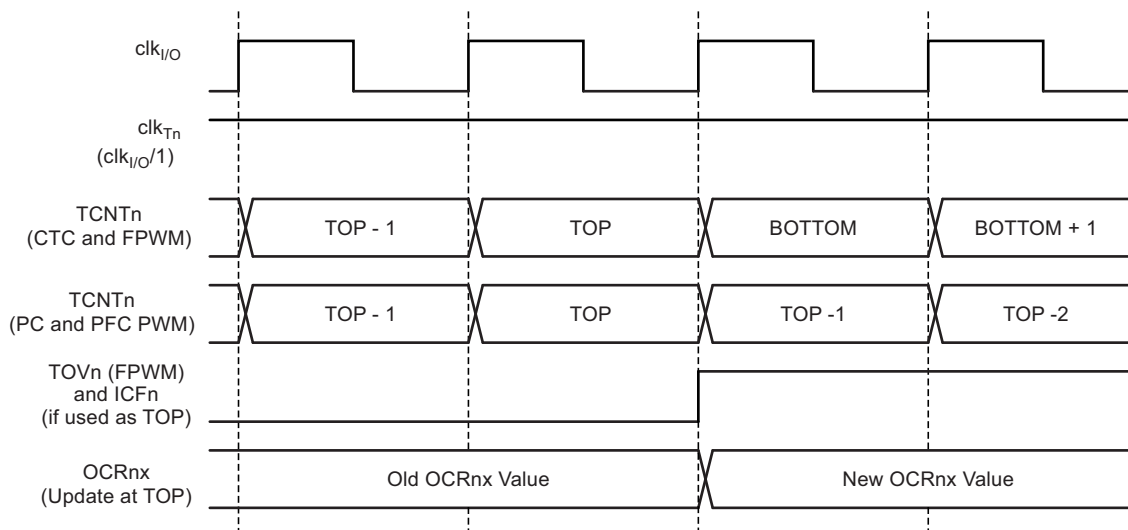 clkI/O
clkTn
(clkI/O/1)
TCNTn
(CTC and FPWM)
TOP - 1
TOP
BOTTOM
BOTTOM + 1
TCNTn
(PC and PFC PWM)
TOP - 1
TOP
TOP -1
TOP -2
TOVn (FPWM)
and ICFn
(if used as TOP)
OCRnx
(Update at TOP)
Old OCRnx Value
New OCRnx Value